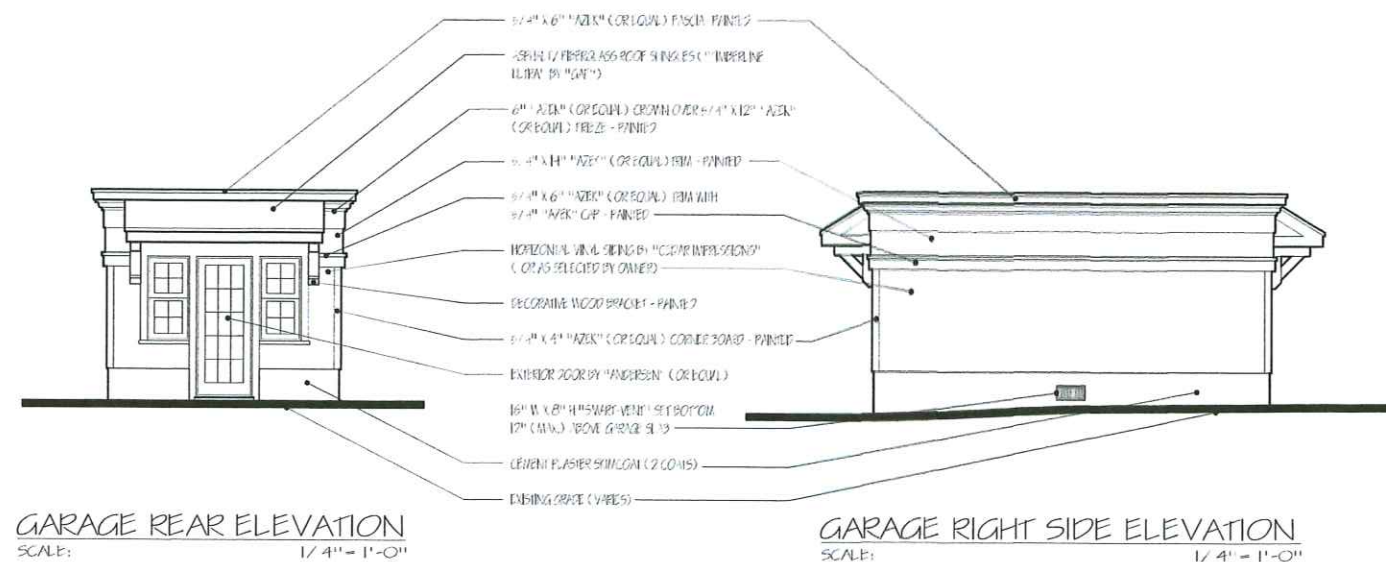 5/4" X 6" "AZEK" (OR EQUAL) FASCIA PAINTED
ASPHALT/ FIBERGLASS ROOF SHINGLES ("TIMBERLINE
ULTRA" BY "GAF")
6" "AZEK" (OR EQUAL) CROWN OVER 5/4" X 12" "AZEK"
(OR EQUAL) FRIEZE - PAINTED
5/4" X 14" "AZEK" (OR EQUAL) TRIM - PAINTED
5/4" X 6" "AZEK" (OR EQUAL) TRIM WITH
5/4" "AZEK" CAP - PAINTED
HORIZONTAL VINYL SIDING BY "CEDAR IMPRESSIONS"
(OR AS SELECTED BY OWNER)
DECORATIVE WOOD BRACKET - PAINTED
5/4" X 4" "AZEK" (OR EQUAL) CORNER BOARD - PAINTED
EXTERIOR DOOR BY "ANDERSEN" (OR EQUAL)
16" W X 8" H "SMART-VENT" SET BOTTOM
12" (MAX.) ABOVE GARAGE SLAB
CEMENT PLASTER SKIMCOAT (2 COATS)
EXISTING GRADE (VARIES)
GARAGE REAR ELEVATION
SCALE: 1/4" = 1'-0"
GARAGE RIGHT SIDE ELEVATION
SCALE: 1/4" = 1'-0"